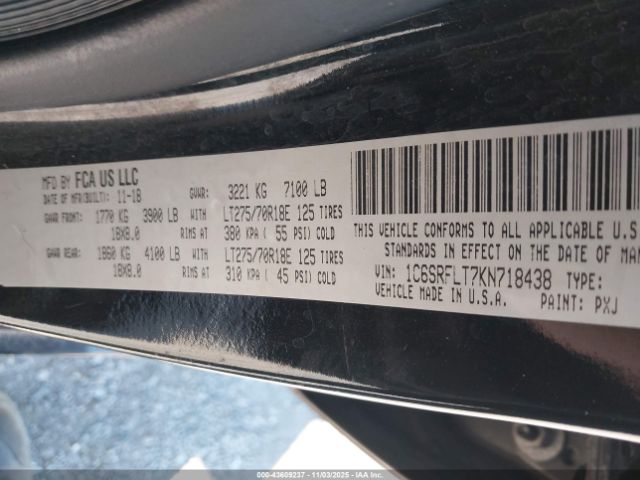 MFD BY FCA US LLC
DATE OF MFR(BUILT): 11-18 GVWR: 3221 KG 7100 LB
GAWR FRONT: 1770 KG 3900 LB WITH LT275/70R18E 125 TIRES
18X8.0 RIMS AT 380 KPA ( 55 PSI) COLD
GAWR REAR: 1860 KG 4100 LB WITH LT275/70R18E 125 TIRES
18X8.0 RIMS AT 310 KPA ( 45 PSI) COLD
THIS VEHICLE CONFORMS TO ALL APPLICABLE U.S
STANDARDS IN EFFECT ON THE DATE OF MAN
VIN: 1C6SRFLT7KN718438 TYPE:
VEHICLE MADE IN U.S.A. PAINT: PXJ
000-43609237 - 11/03/2025 - IAAI.CA